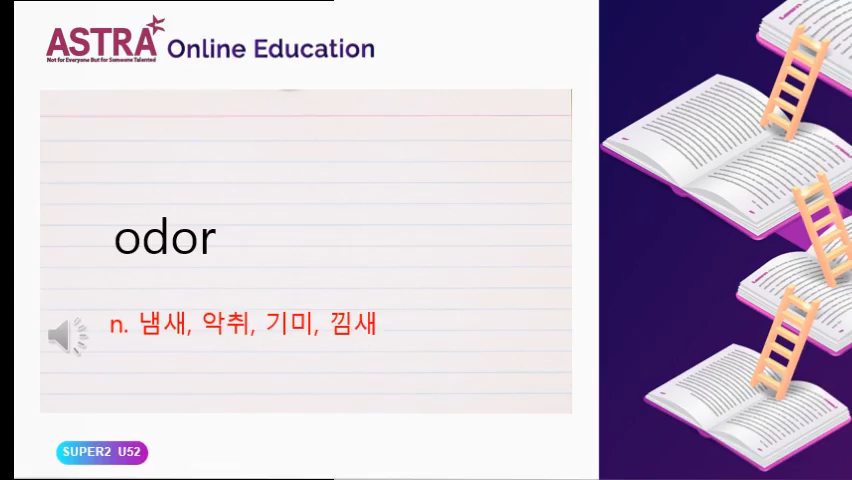 ASTRA Online Education
Not for Everyone But for Someone Talented
odor
n. 냄새, 악취, 기미, 낌새
SUPER2 U52